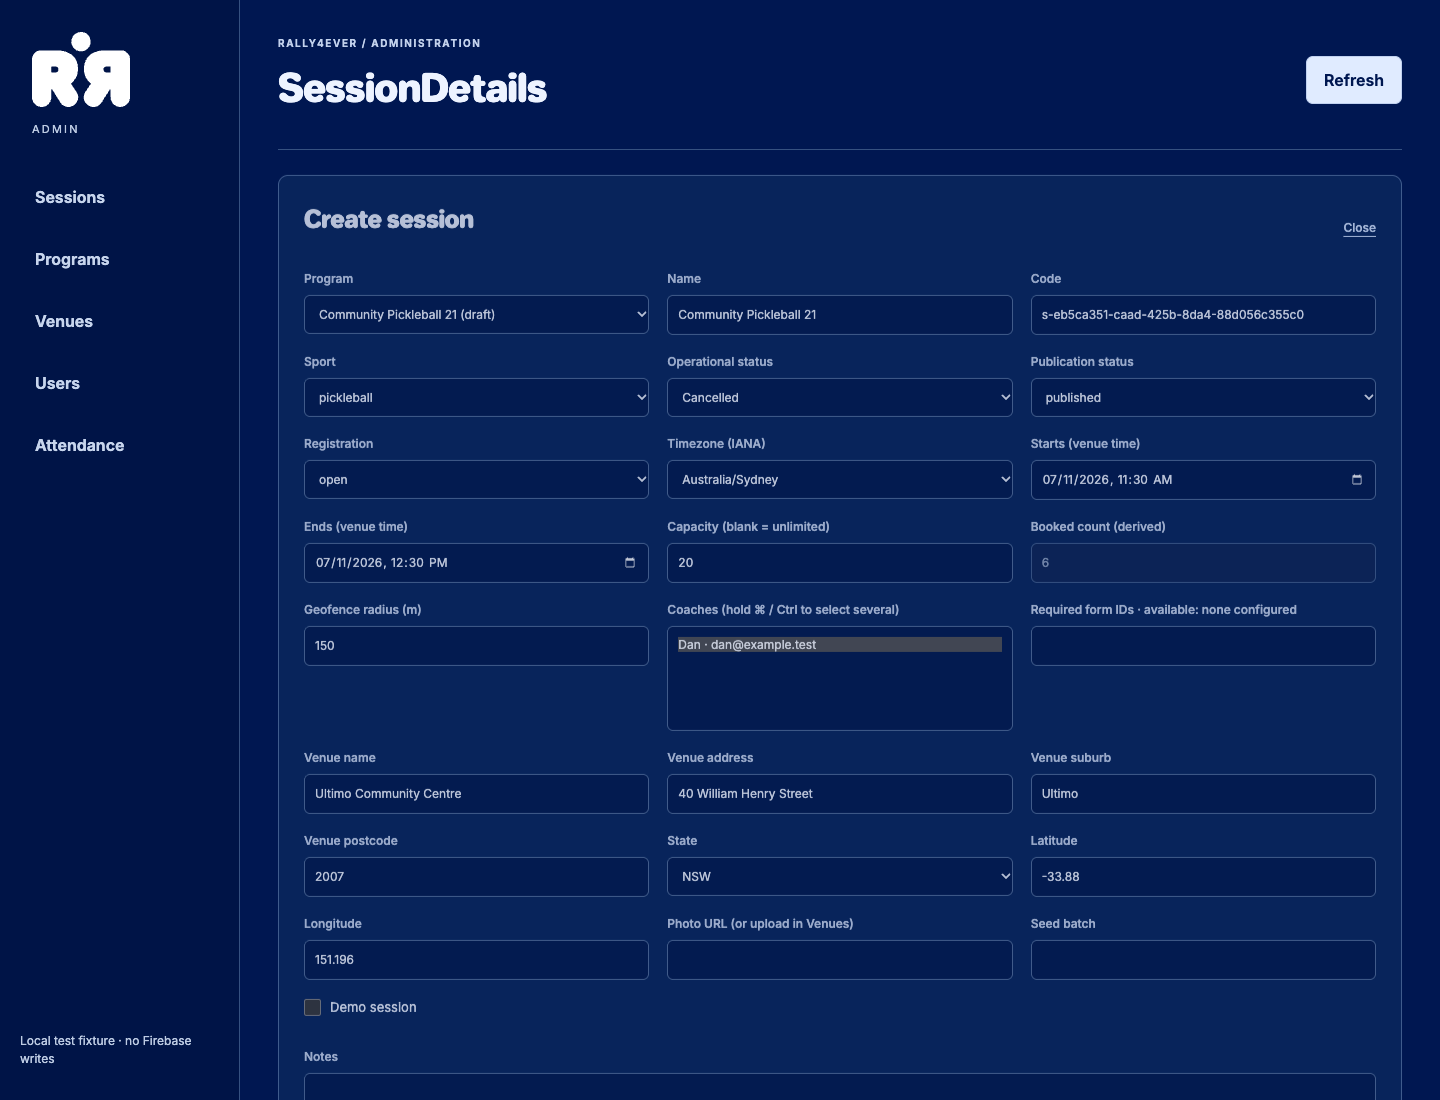 RALLY4EVER / ADMINISTRATION
SessionDetails
Refresh
RR
ADMIN
Sessions
Programs
Venues
Users
Attendance
Local test fixture · no Firebase
writes
Create session
Close
Program
Name
Code
Community Pickleball 21 (draft)
Community Pickleball 21
s-eb5ca351-caad-425b-8da4-88d056c355c0
Sport
Operational status
Publication status
pickleball
Cancelled
published
Registration
Timezone (IANA)
Starts (venue time)
open
Australia/Sydney
07/11/2026, 11:30 AM
Ends (venue time)
Capacity (blank = unlimited)
Booked count (derived)
07/11/2026, 12:30 PM
20
6
Geofence radius (m)
Coaches (hold ⌘ / Ctrl to select several)
Required form IDs · available: none configured
150
Dan · dan@example.test
Venue name
Venue address
Venue suburb
Ultimo Community Centre
40 William Henry Street
Ultimo
Venue postcode
State
Latitude
2007
NSW
-33.88
Longitude
Photo URL (or upload in Venues)
Seed batch
151.196
Demo session
Notes